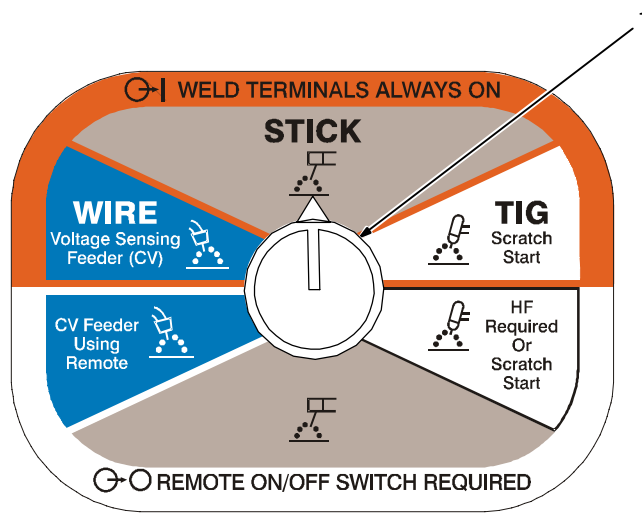 WELD TERMINALS ALWAYS ON
STICK
WIRE
Voltage Sensing
Feeder (CV)
TIG
Scratch
Start
CV Feeder
Using
Remote
HF
Required
Or
Scratch
Start
REMOTE ON/OFF SWITCH REQUIRED